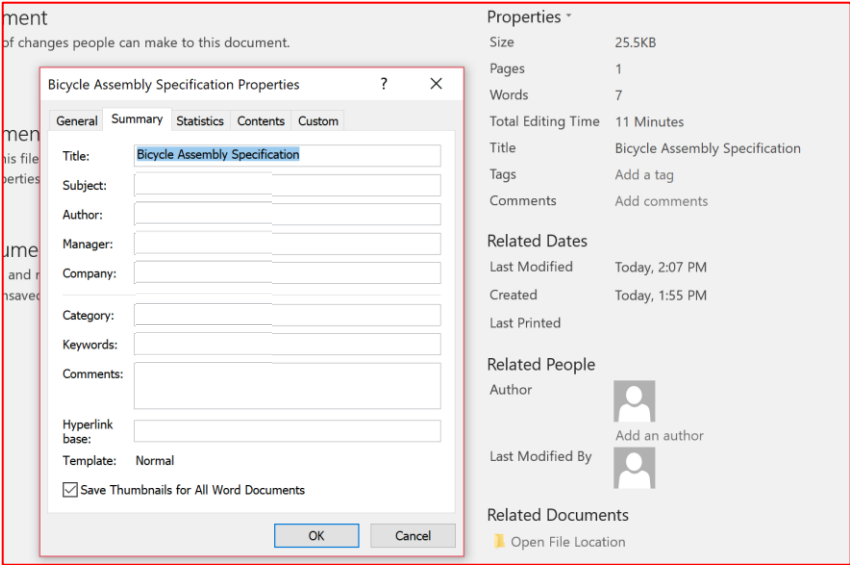 ment
of changes people can make to this document.
men
his file
perties
ume
and r
nsaved
Bicycle Assembly Specification Properties
?
General Summary Statistics Contents Custom
Title: Bicycle Assembly Specification
Subject:
Author:
Manager:
Company:
Category:
Keywords:
Comments:
Hyperlink
base:
Template: Normal
Save Thumbnails for All Word Documents
OK Cancel
Properties
Size 25.5KB
Pages 1
Words 7
Total Editing Time 11 Minutes
Title Bicycle Assembly Specification
Tags Add a tag
Comments Add comments
Related Dates
Last Modified Today, 2:07 PM
Created Today, 1:55 PM
Last Printed
Related People
Author
Add an author
Last Modified By
Related Documents
Open File Location